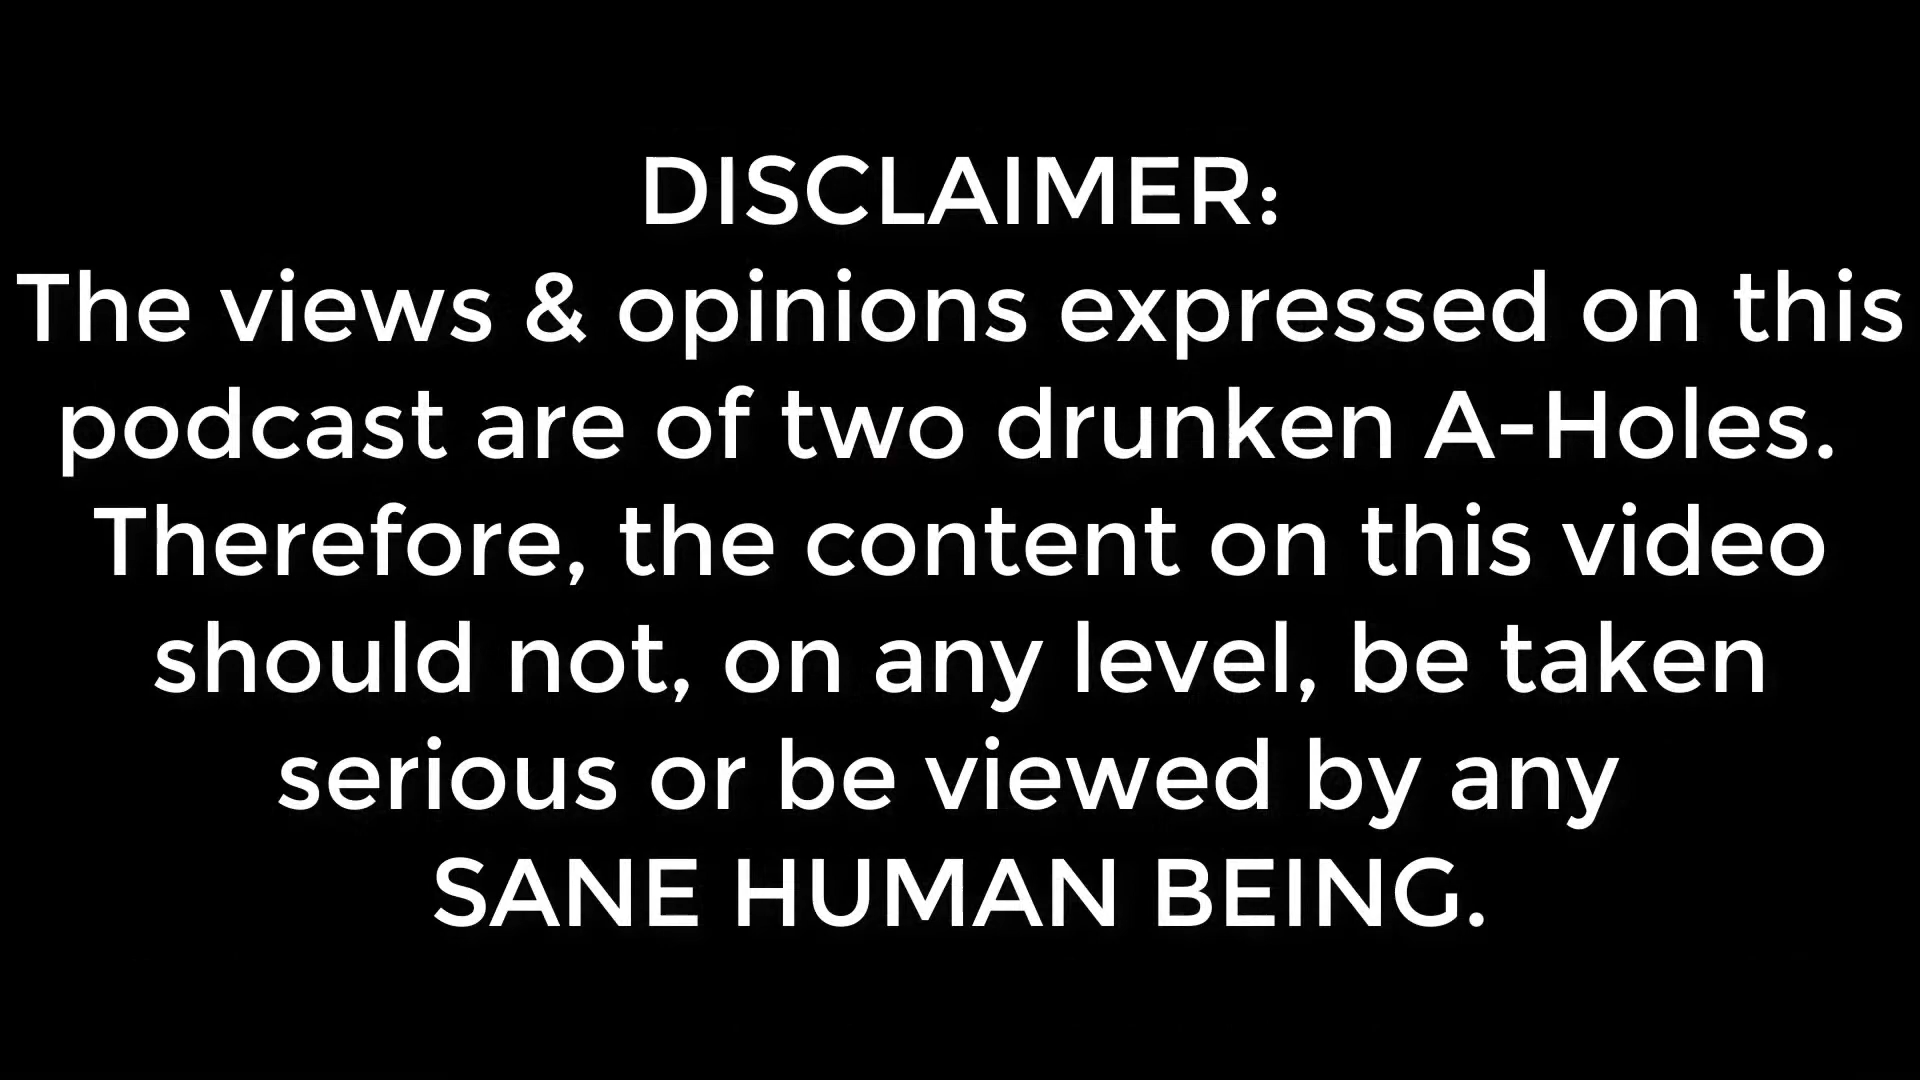 DISCLAIMER:
The views & opinions expressed on this
podcast are of two drunken A-Holes.
Therefore, the content on this video
should not, on any level, be taken
serious or be viewed by any
SANE HUMAN BEING.